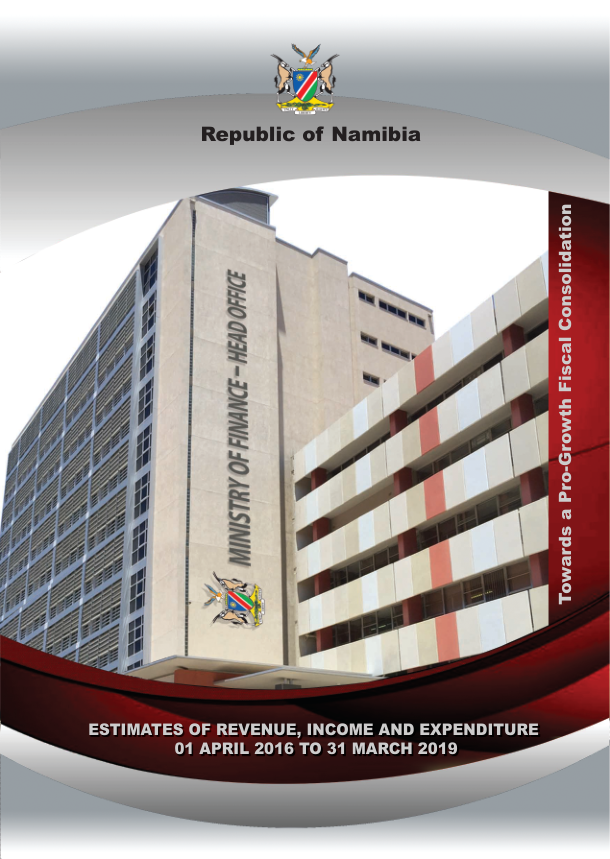 Republic of Namibia
MINISTRY OF FINANCE – HEAD OFFICE
Towards a Pro-Growth Fiscal Consolidation
ESTIMATES OF REVENUE, INCOME AND EXPENDITURE
01 APRIL 2016 TO 31 MARCH 2019